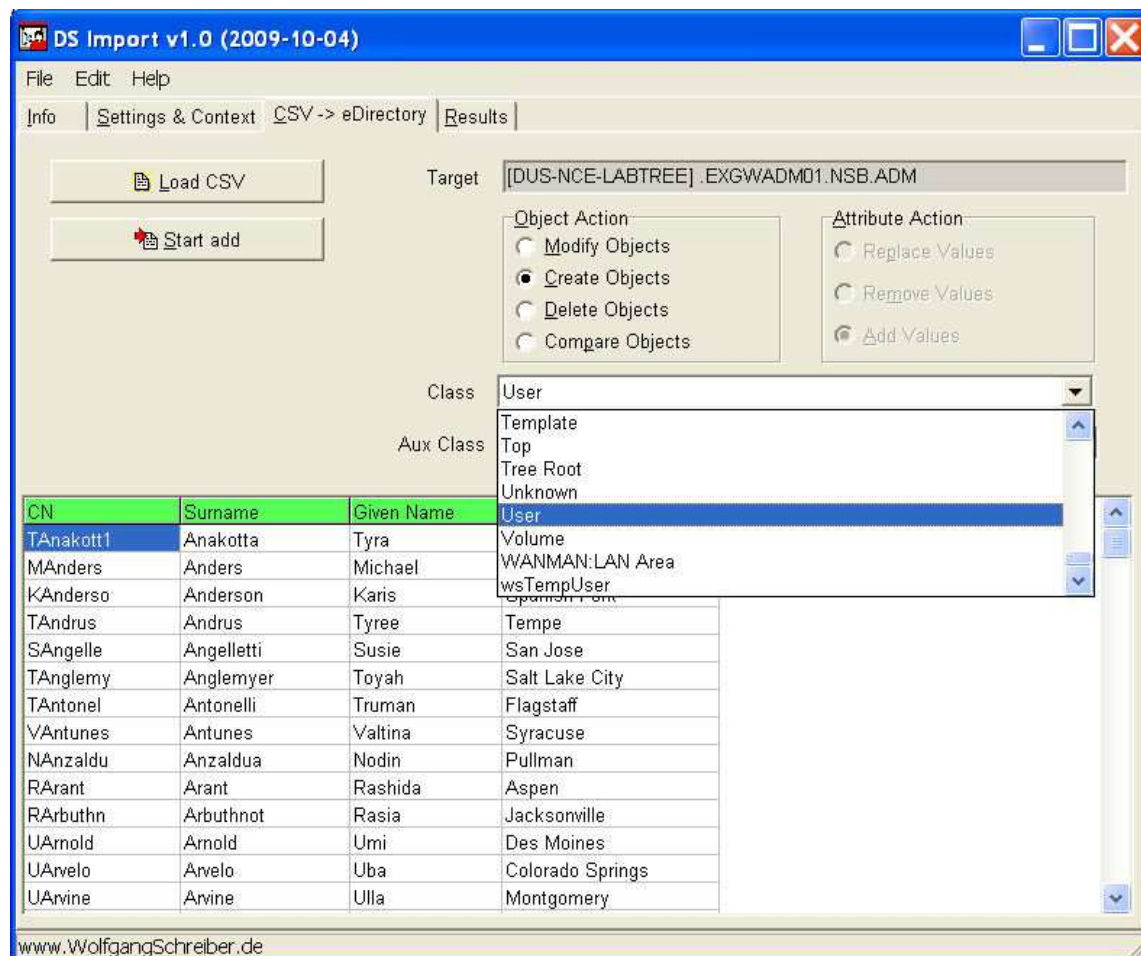 DS Import v1.0 (2009-10-04)
File Edit Help
Info Settings & Context CSV -> eDirectory Results
Load CSV
Start add
Target [DUS-NCE-LABTREE] .EXGWADM01.NSB.ADM
Object Action
Modify Objects
Create Objects
Delete Objects
Compare Objects
Attribute Action
Replace Values
Remove Values
Add Values
Class User
Aux Class
Template
Top
Tree Root
Unknown
User
Volume
WANMAN:LAN Area
wsTempUser
CN Surname Given Name
TAnakott1 Anakotta Tyra
MAnders Anders Michael
KAnderso Anderson Karis
TAndrus Andrus Tyree Tempe
SAngelle Angelletti Susie San Jose
TAnglemy Anglemyer Toyah Salt Lake City
TAntonel Antonelli Truman Flagstaff
VAntunes Antunes Valtina Syracuse
NAnzaldu Anzaldua Nodin Pullman
RArant Arant Rashida Aspen
RArbuthn Arbuthnot Rasia Jacksonville
UArnold Arnold Umi Des Moines
UArvelo Arvelo Uba Colorado Springs
UArvine Arvine Ulla Montgomery
www.WolfgangSchreiber.de